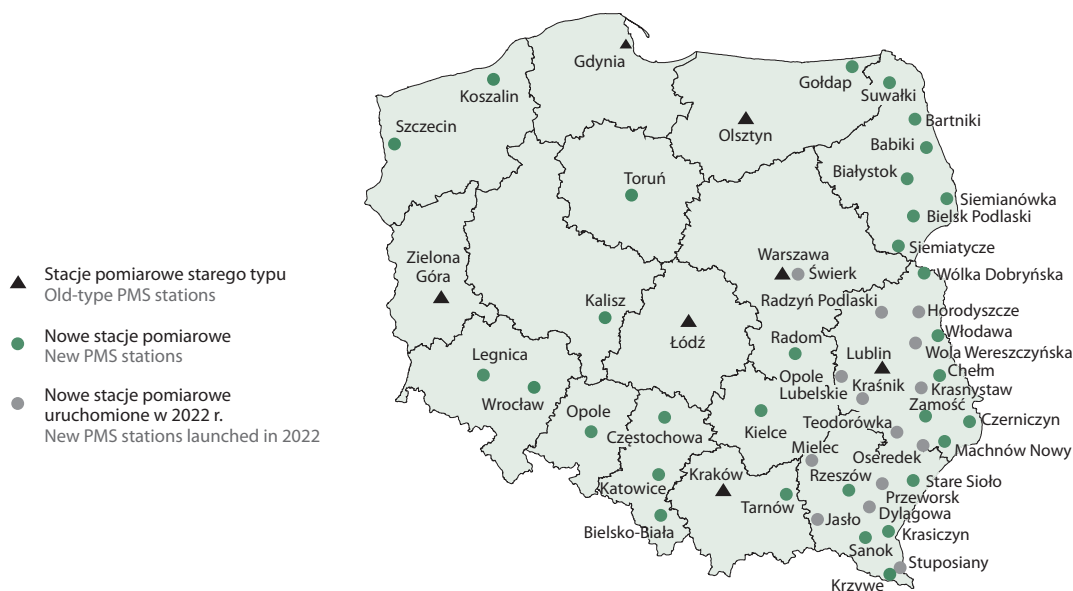 Gdynia
Gołdap
Suwałki
Koszalin
Olsztyn
Bartniki
Szczecin
Babiki
Białystok
Toruń
Siemianówka
Bielsk Podlaski
Siemiatycze
Zielona
Góra
Warszawa
Świerk
Wólka Dobryńska
Radzyń Podlaski
Horodyszcze
Kalisz
Włodawa
Łódź
Radom
Lublin
Wola Wereszczyńska
Legnica
Chełm
Opole
Lubelskie
Kraśnik
Krasnystaw
Wrocław
Zamość
Opole
Częstochowa
Kielce
Teodorówka
Czerniczyn
Mielec
Oseredek
Machnów Nowy
Katowice
Kraków
Rzeszów
Stare Sioło
Przeworsk
Tarnów
Dylągowa
Bielsko-Biała
Jasło
Krasiczyn
Sanok
Stuposiany
Krzywe
Stacje pomiarowe starego typu
Old-type PMS stations
Nowe stacje pomiarowe
New PMS stations
Nowe stacje pomiarowe
uruchomione w 2022 r.
New PMS stations launched in 2022